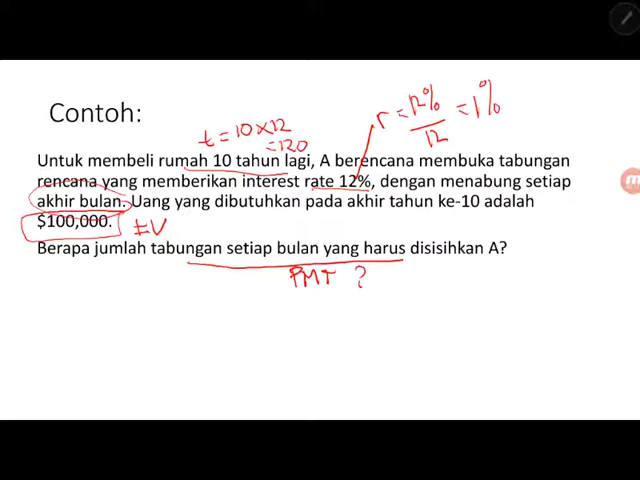 r = 12% / 12 = 1%
Contoh:
t = 10 × 12
= 120
Untuk membeli rumah 10 tahun lagi, A berencana membuka tabungan
rencana yang memberikan interest rate 12%, dengan menabung setiap
akhir bulan. Uang yang dibutuhkan pada akhir tahun ke-10 adalah
$100,000. FV
Berapa jumlah tabungan setiap bulan yang harus disisihkan A?
PMT ?